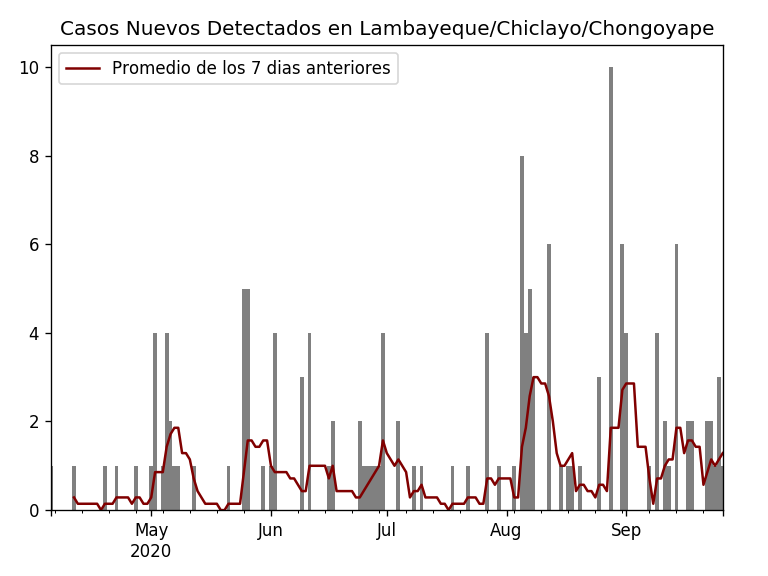 Casos Nuevos Detectados en Lambayeque/Chiclayo/Chongoyape
Promedio de los 7 dias anteriores
10
8
6
4
2
0
May
2020
Jun
Jul
Aug
Sep